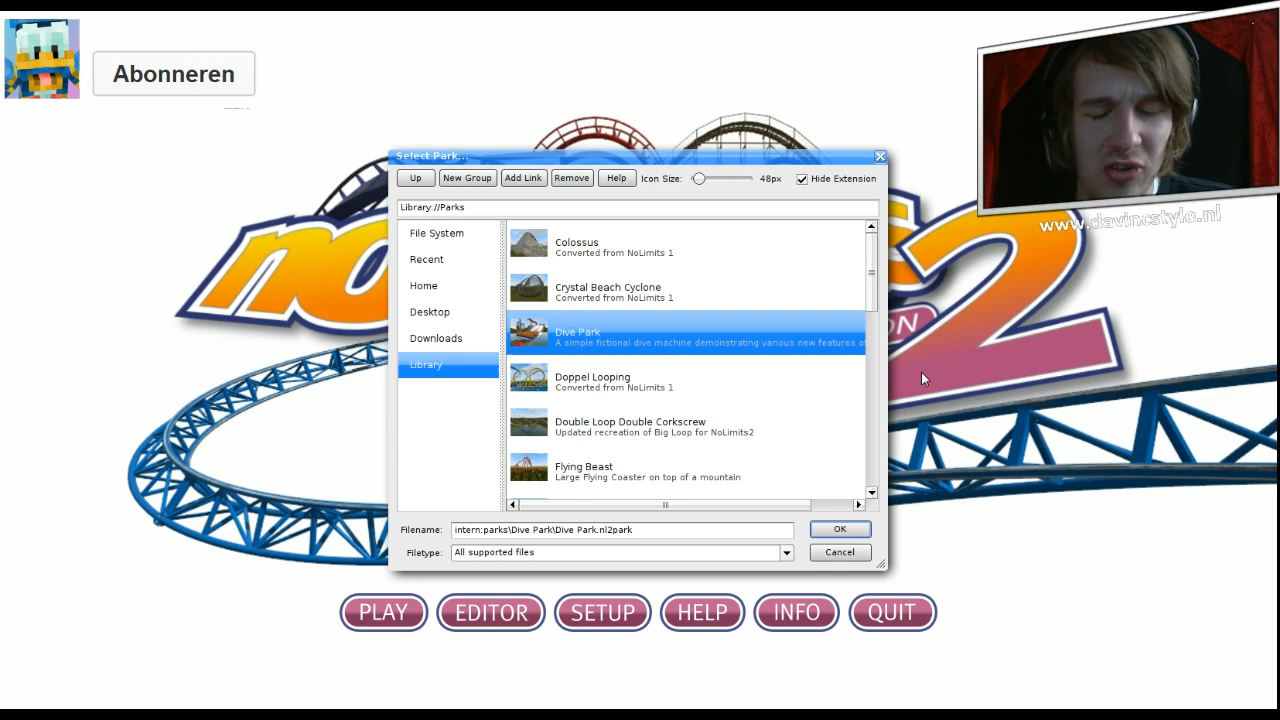 Abonneren
www.davincstyle.nl
Select Park...
Up
New Group
Add Link
Remove
Help
Icon Size:
48px
Hide Extension
Library://Parks
File System
Recent
Home
Desktop
Downloads
Library
Colossus
Converted from NoLimits 1
Crystal Beach Cyclone
Converted from NoLimits 1
Dive Park
A simple fictional dive machine demonstrating various new features of
Doppel Looping
Converted from NoLimits 1
Double Loop Double Corkscrew
Updated recreation of Big Loop for NoLimits2
Flying Beast
Large Flying Coaster on top of a mountain
Filename:
intern:parks\Dive Park\Dive Park.nl2park
OK
Filetype:
All supported files
Cancel
no
2
ON
PLAY
EDITOR
SETUP
HELP
INFO
QUIT